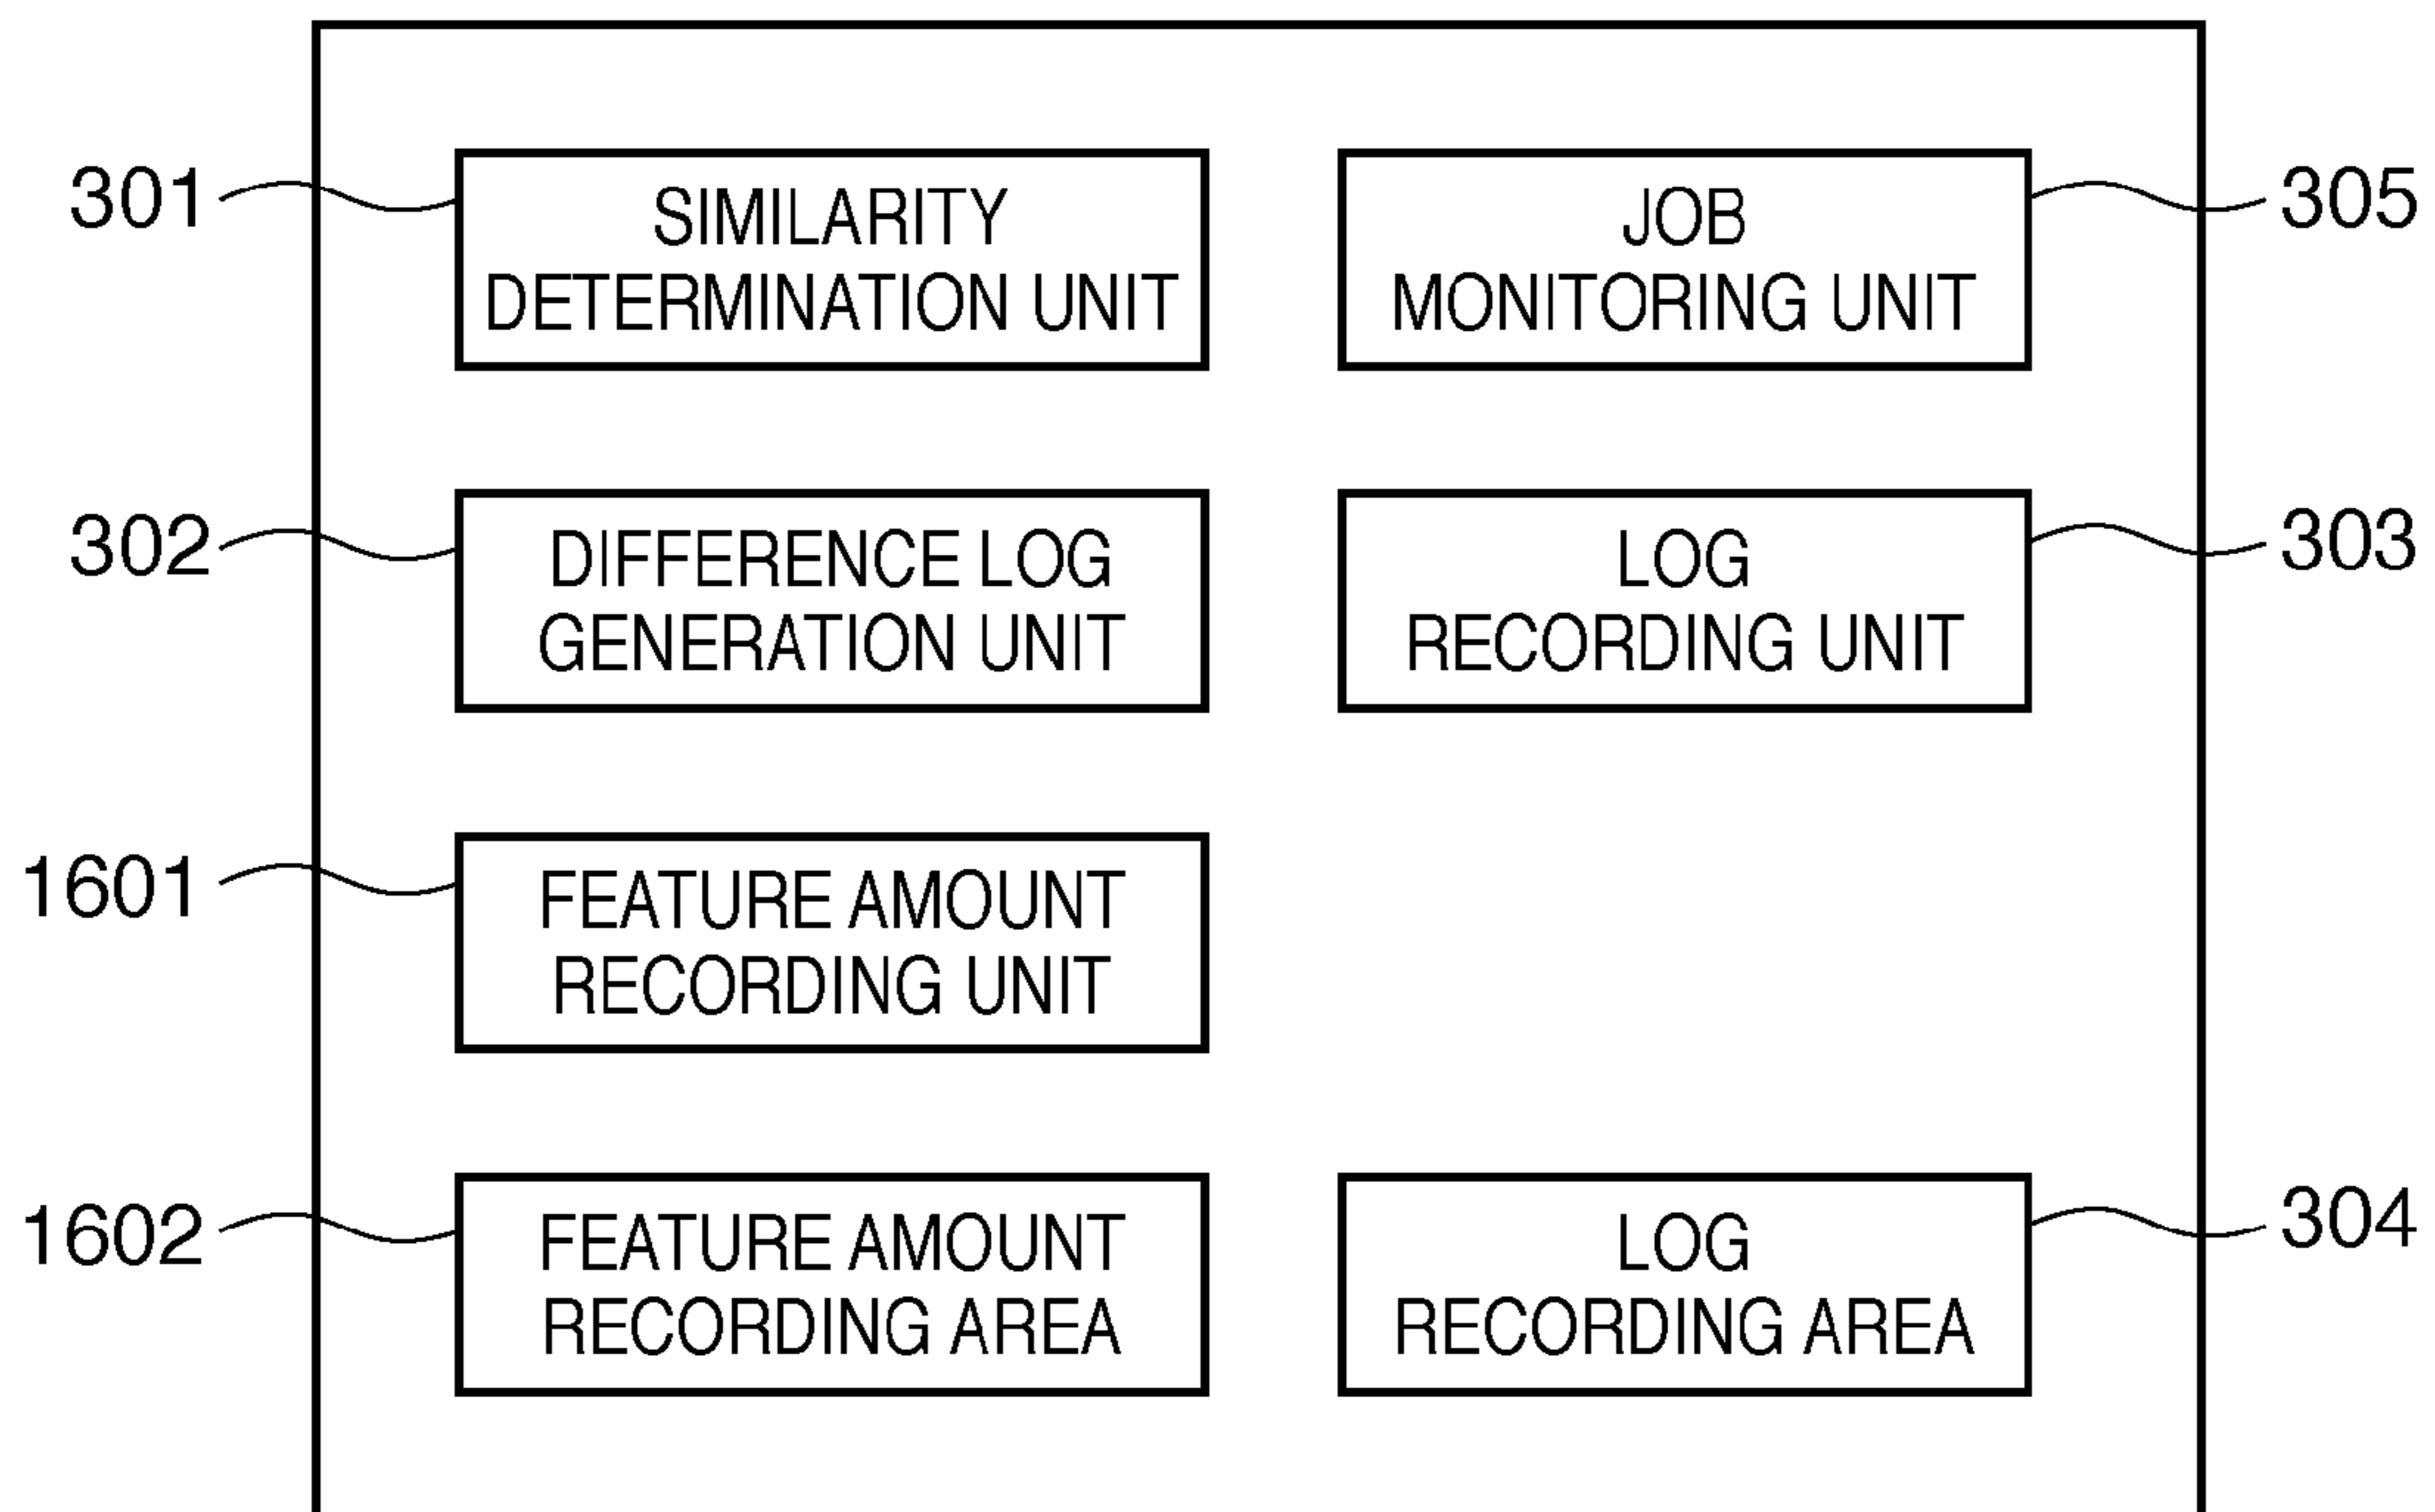 301
SIMILARITY
DETERMINATION UNIT
JOB
MONITORING UNIT
305
302
DIFFERENCE LOG
GENERATION UNIT
LOG
RECORDING UNIT
303
1601
FEATURE AMOUNT
RECORDING UNIT
1602
FEATURE AMOUNT
RECORDING AREA
LOG
RECORDING AREA
304